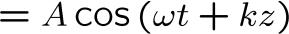 = A cos (ωt + kz)